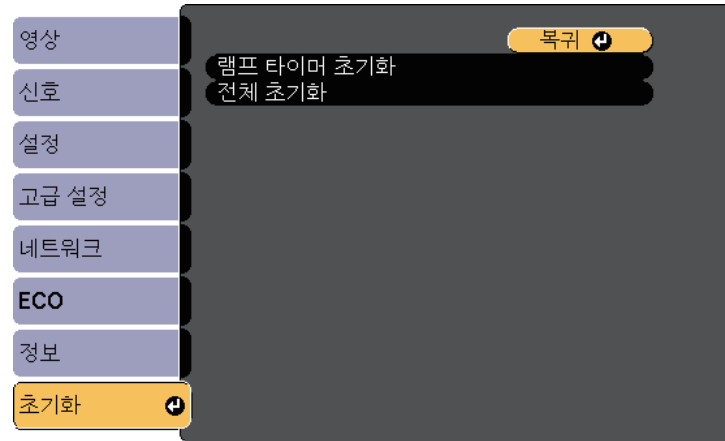 영상
신호
설정
고급 설정
네트워크
ECO
정보
초기화
복귀
램프 타이머 초기화
전체 초기화